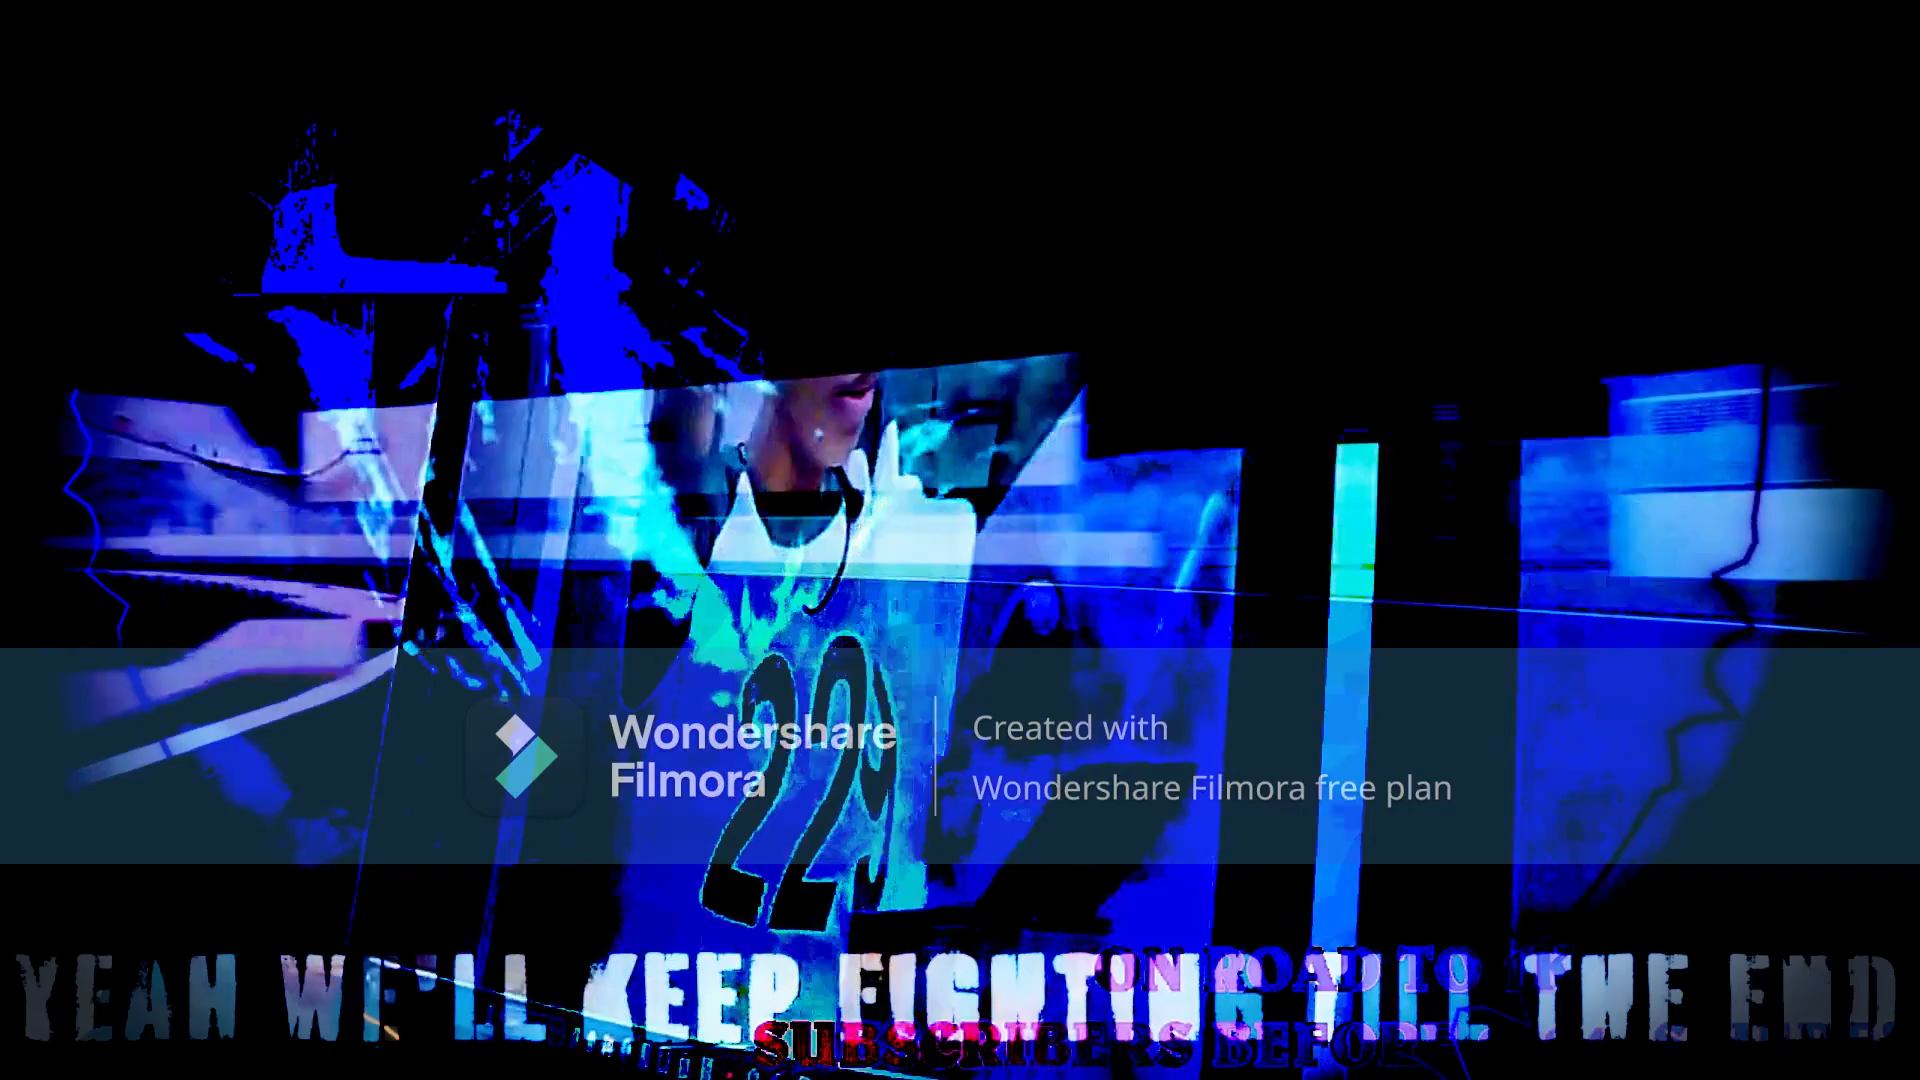 22
Wondershare
Filmora
Created with
Wondershare Filmora free plan
YEAH WE'LL KEEP FIGHTING TILL THE END
ON ROAD TO
SUBSCRIBERS BEFOR